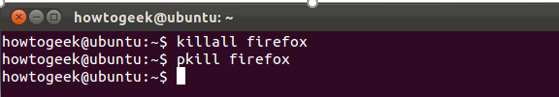 howtogeek@ubuntu: ~
howtogeek@ubuntu:~$ killall firefox
howtogeek@ubuntu:~$ pkill firefox
howtogeek@ubuntu:~$